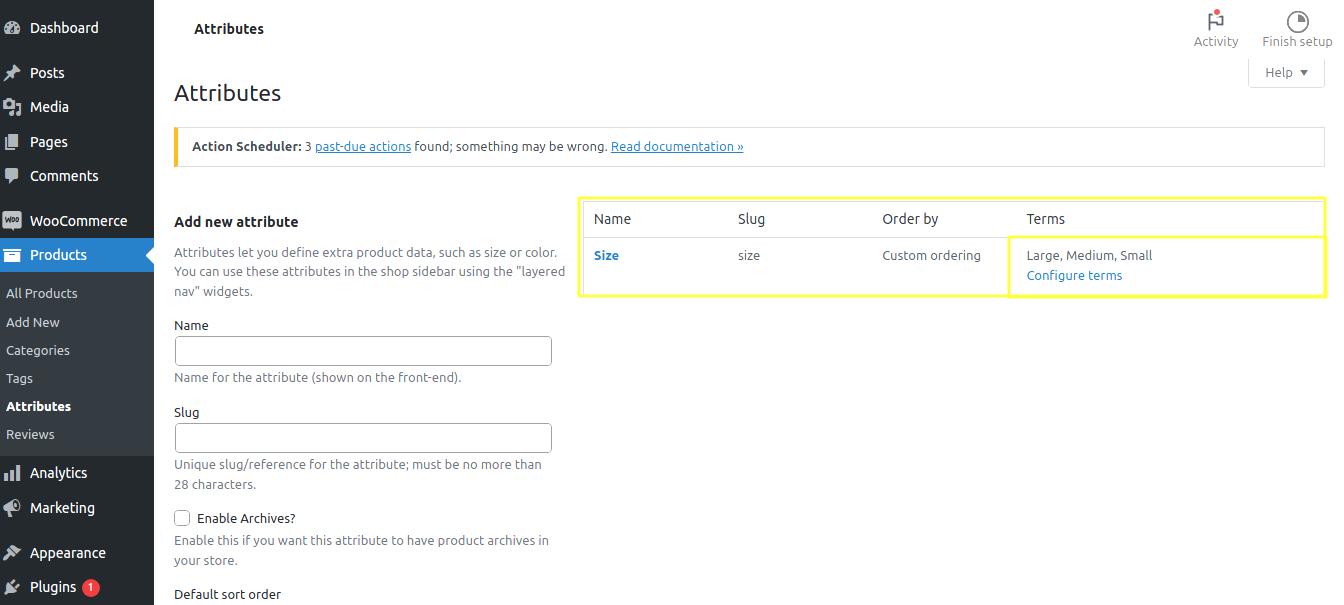 Dashboard
Posts
Media
Pages
Comments
WOO WooCommerce
Products
All Products
Add New
Categories
Tags
Attributes
Reviews
Analytics
Marketing
Appearance
Plugins 1
Attributes
Activity
Finish setup
Help ▼
Attributes
Action Scheduler: 3 past-due actions found; something may be wrong. Read documentation »
Add new attribute
Attributes let you define extra product data, such as size or color.
You can use these attributes in the shop sidebar using the "layered
nav" widgets.
Name
Name for the attribute (shown on the front-end).
Slug
Unique slug/reference for the attribute; must be no more than
28 characters.
Enable Archives?
Enable this if you want this attribute to have product archives in
your store.
Default sort order
Name Slug Order by Terms
Size size Custom ordering Large, Medium, Small
Configure terms